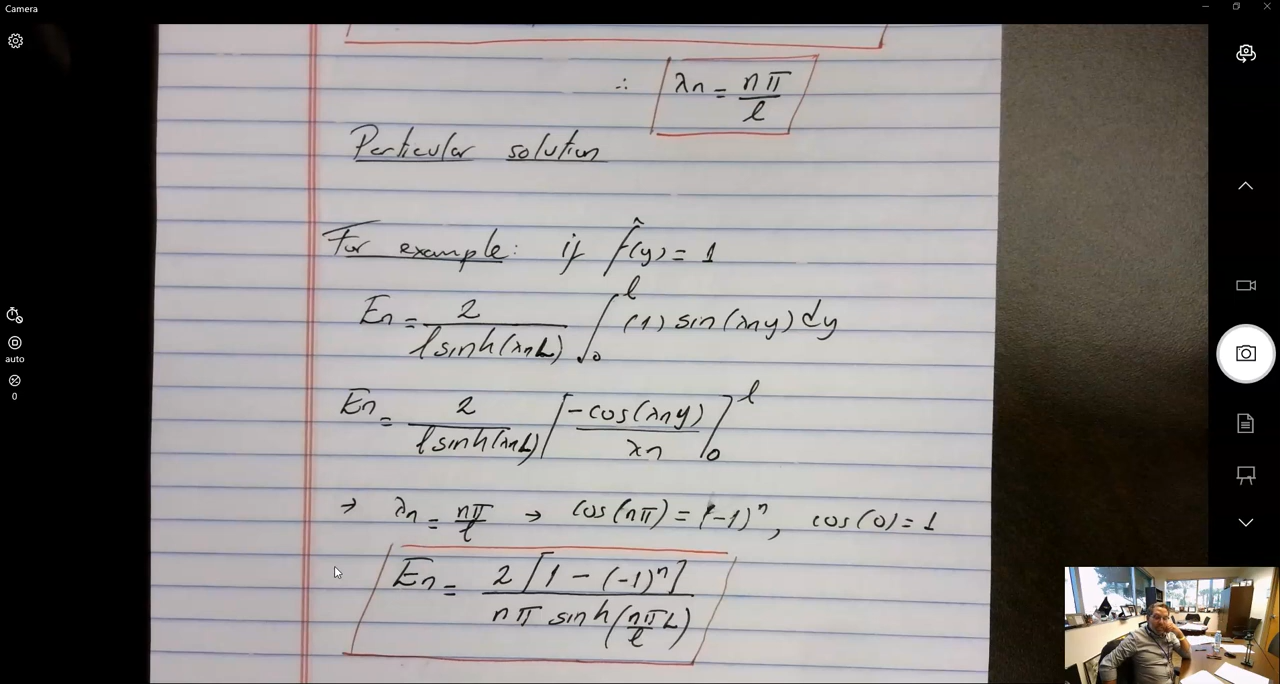 Camera
∴ λn = nπ/l
Particular solution
For example: if f̂(y) = 1
En = 2/(l sinh(λnL)) ∫₀^l (1) sin(λny) dy
En = 2/(l sinh(λnL)) [-cos(λny)/λn]₀^l
→ λn = nπ/l → cos(nπ) = (-1)^n, cos(0) = 1
En = 2[1 - (-1)^n]/(nπ sinh(nπ/l L))
auto
0